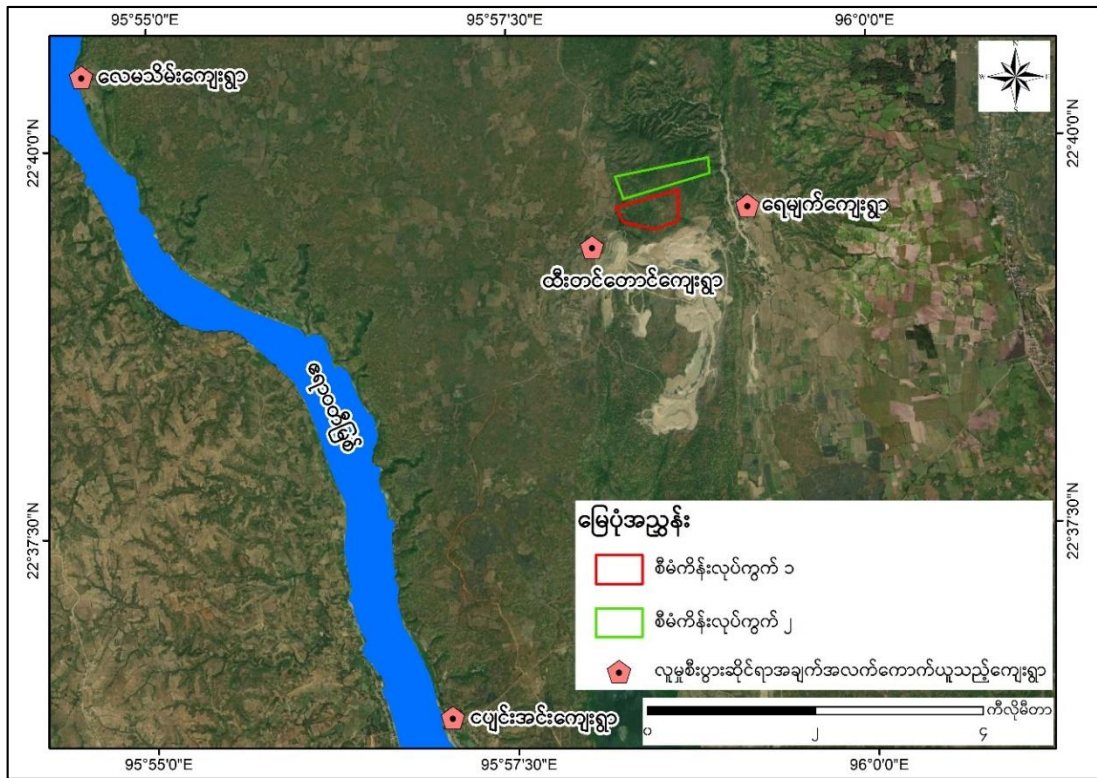 95°55'0"E
95°57'30"E
96°0'0"E
22°40'0"N
22°40'0"N
လေမသိမ်းကျေးရွာ
N
W
E
S
ရေမျက်ကျေးရွာ
ထီးတင်တောင်ကျေးရွာ
ဧရာဝတီမြစ်
22°37'30"N
22°37'30"N
မြေပုံအညွှန်း
စီမံကိန်းလုပ်ကွက် ၁
စီမံကိန်းလုပ်ကွက် ၂
လူမှုစီးပွားဆိုင်ရာအချက်အလက်ကောက်ယူသည့်ကျေးရွာ
ငပျင်းအင်းကျေးရွာ
ကီလိုမီတာ
၀ ၂ ၄
95°55'0"E
95°57'30"E
96°0'0"E